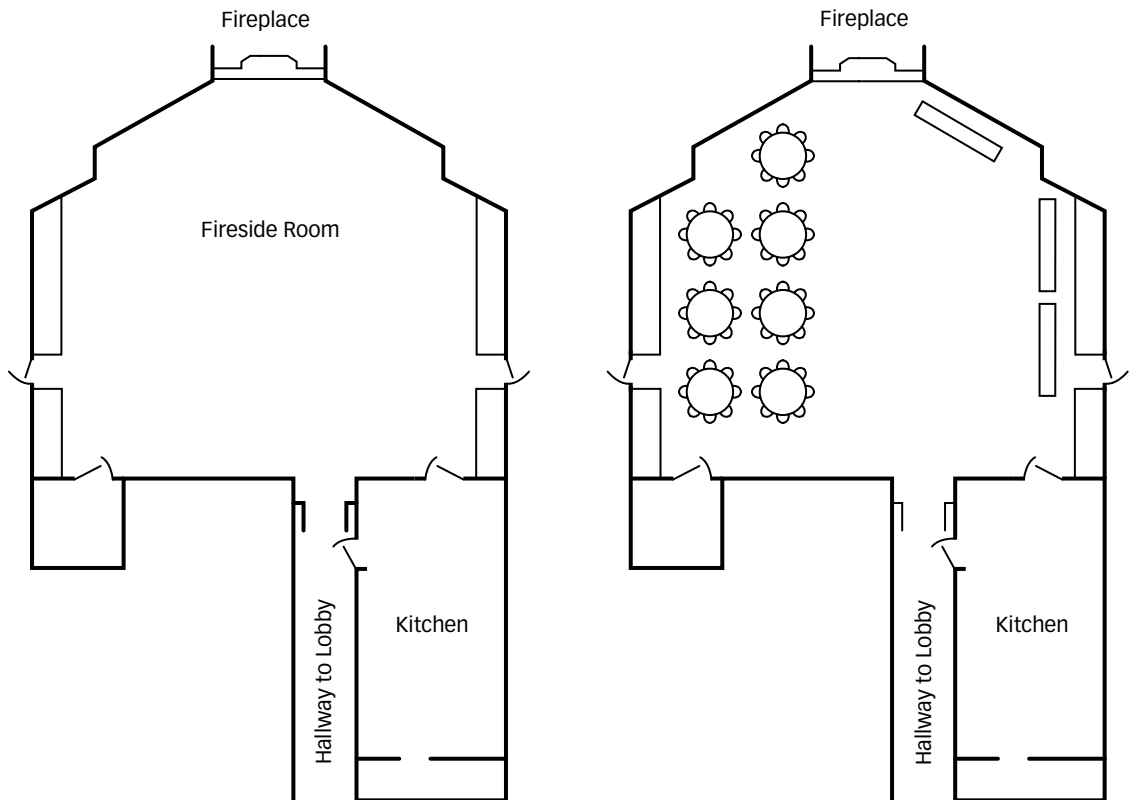 Fireplace
Fireside Room
Hallway to Lobby
Kitchen
Fireplace
Hallway to Lobby
Kitchen